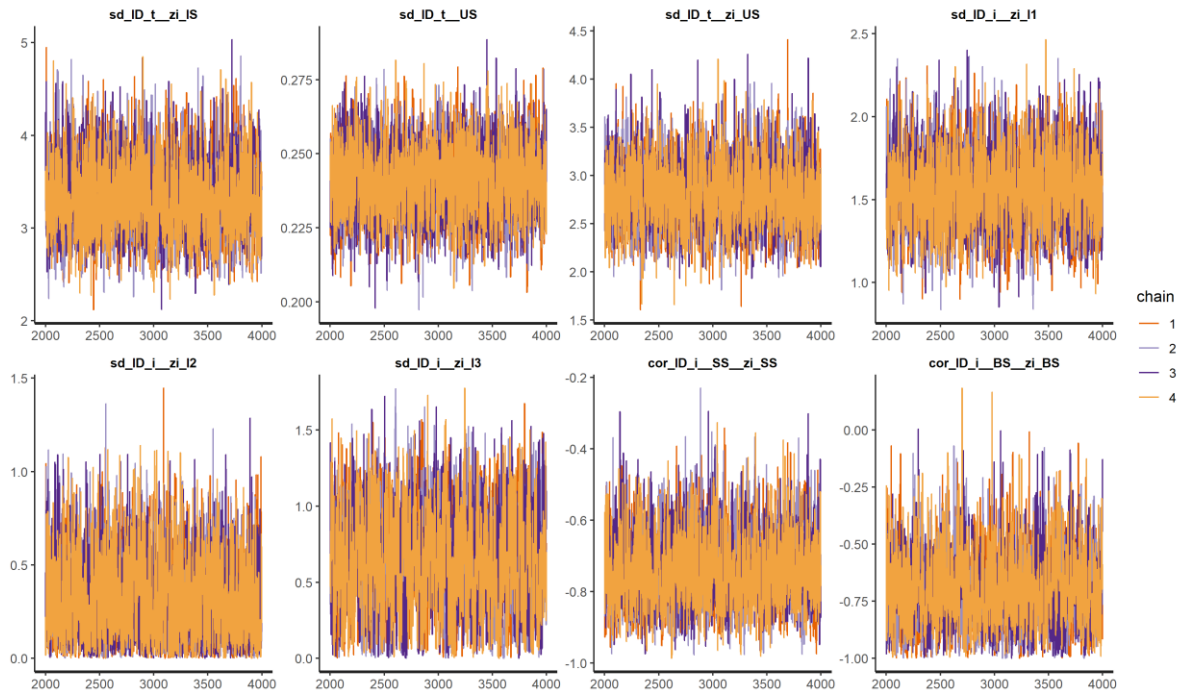 sd_ID_t__zi_IS
sd_ID_t__US
sd_ID_t__zi_US
sd_ID_i__zi_I1
5
4
3
2
2000 2500 3000 3500 4000
0.275
0.250
0.225
0.200
2000 2500 3000 3500 4000
4.5
4.0
3.5
3.0
2.5
2.0
1.5
2000 2500 3000 3500 4000
2.5
2.0
1.5
1.0
2000 2500 3000 3500 4000
sd_ID_i__zi_I2
sd_ID_i__zi_I3
cor_ID_i__SS__zi_SS
cor_ID_i__BS__zi_BS
1.5
1.0
0.5
0.0
2000 2500 3000 3500 4000
1.5
1.0
0.5
0.0
2000 2500 3000 3500 4000
-0.2
-0.4
-0.6
-0.8
-1.0
2000 2500 3000 3500 4000
0.00
-0.25
-0.50
-0.75
-1.00
2000 2500 3000 3500 4000
chain
1
2
3
4